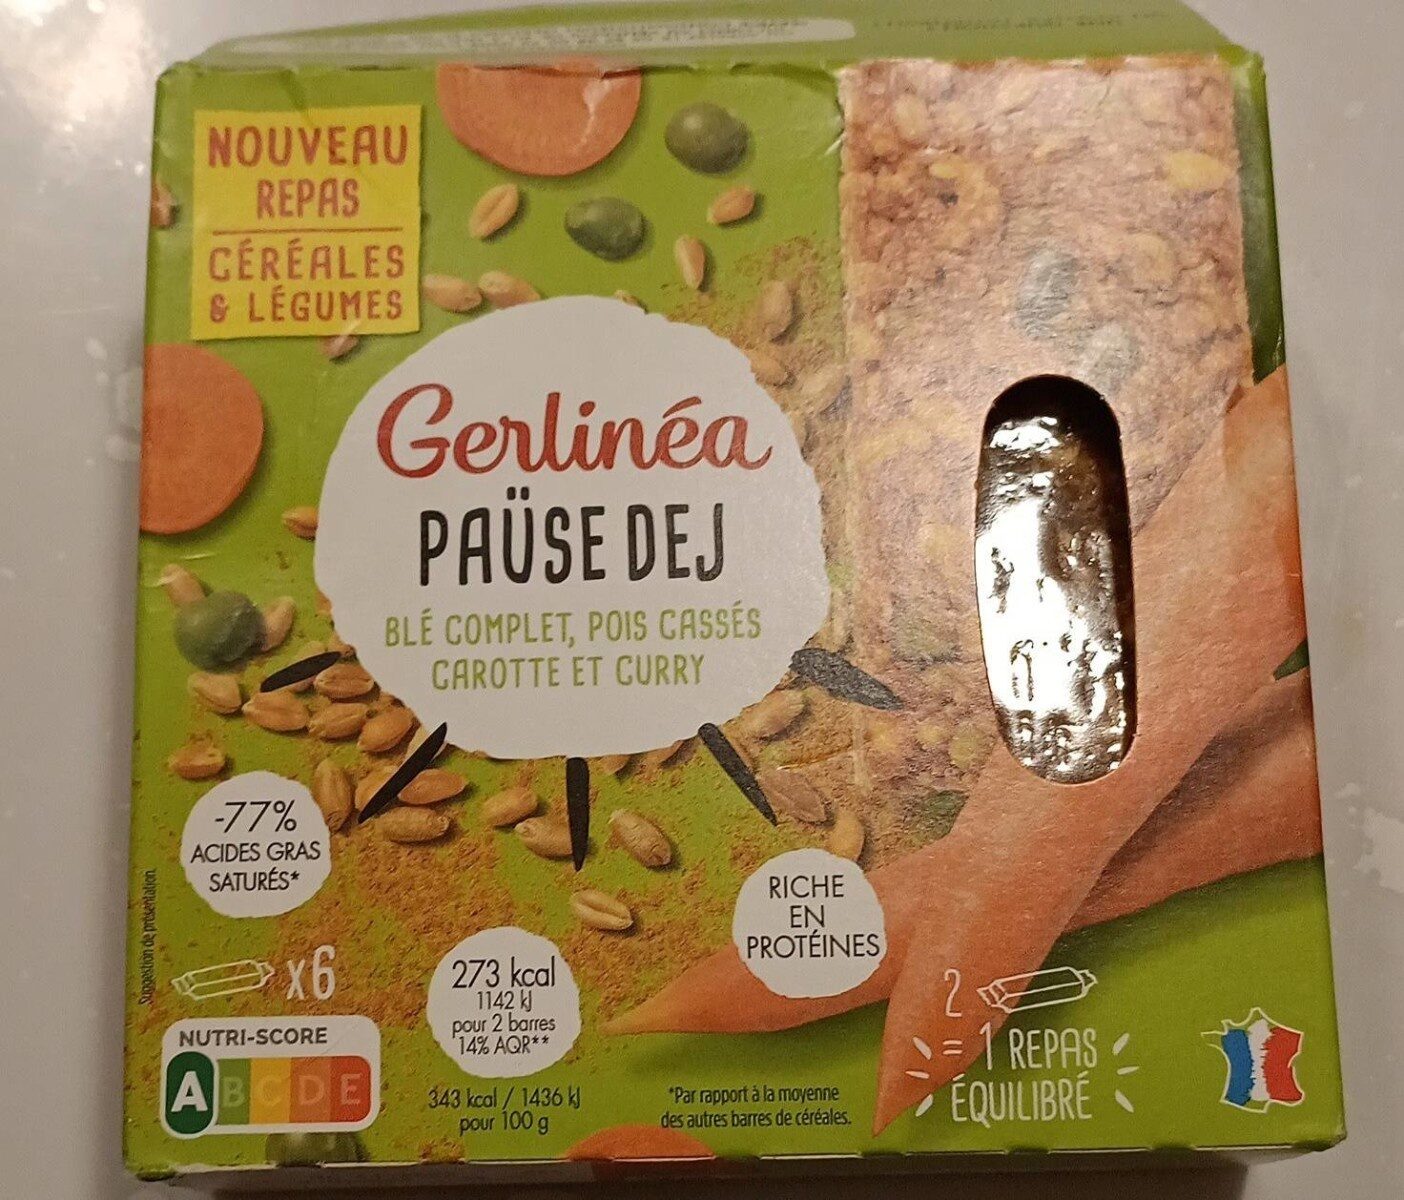 NOUVEAU
REPAS
CÉRÉALES
& LÉGUMES
Gerlinéa
PAÜSE DEJ
BLÉ COMPLET, POIS CASSÉS
CAROTTE ET CURRY
-77%
ACIDES GRAS
SATURÉS*
RICHE
EN
PROTÉINES
Suggestion de présentation.
x6
273 kcal
1142 kJ
pour 2 barres
14% AQR**
343 kcal / 1436 kJ
pour 100 g
NUTRI-SCORE
A B C D E
*Par rapport à la moyenne
des autres barres de céréales.
2
= 1 REPAS
ÉQUILIBRÉ